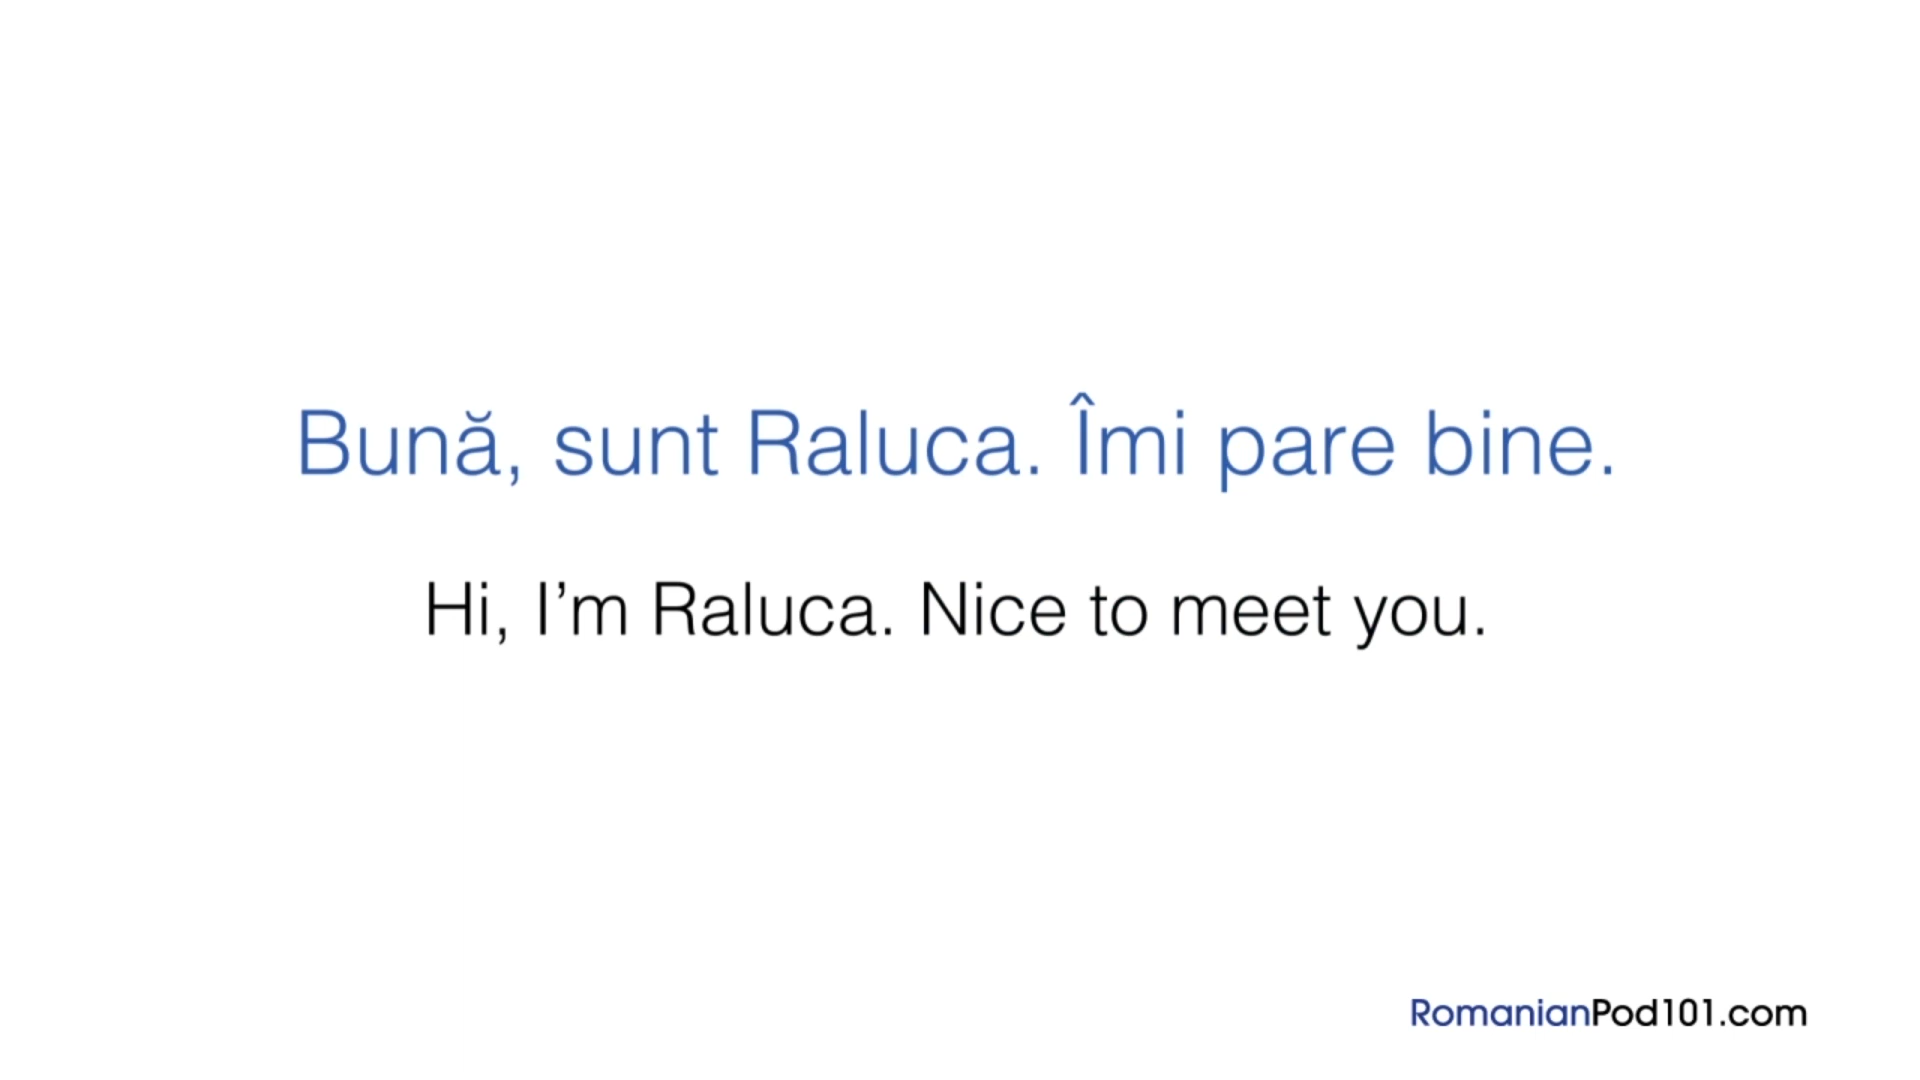 Bună, sunt Raluca. Îmi pare bine.
Hi, I’m Raluca. Nice to meet you.
RomanianPod101.com